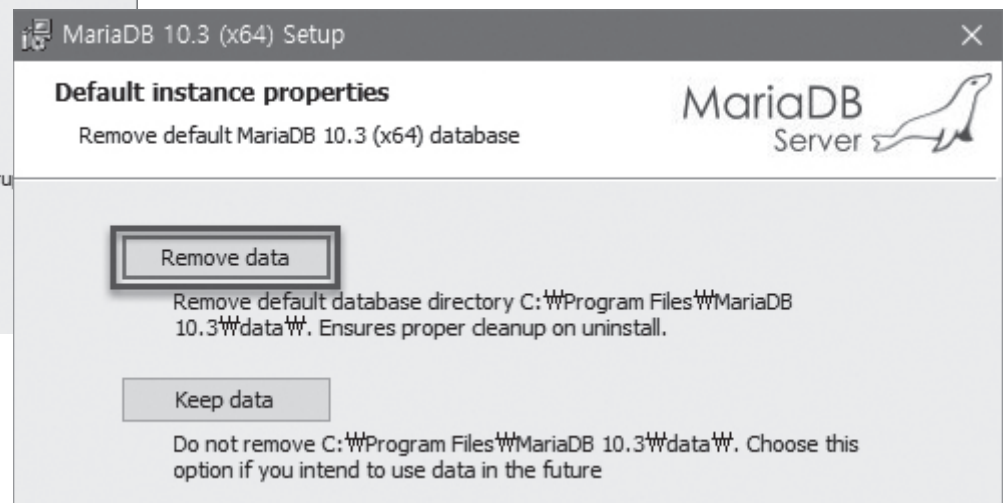 MariaDB 10.3 (x64) Setup
Default instance properties
Remove default MariaDB 10.3 (x64) database
MariaDB
Server
Remove data
Remove default database directory C:₩Program Files₩MariaDB
10.3₩data₩. Ensures proper cleanup on uninstall.
Keep data
Do not remove C:₩Program Files₩MariaDB 10.3₩data₩. Choose this
option if you intend to use data in the future